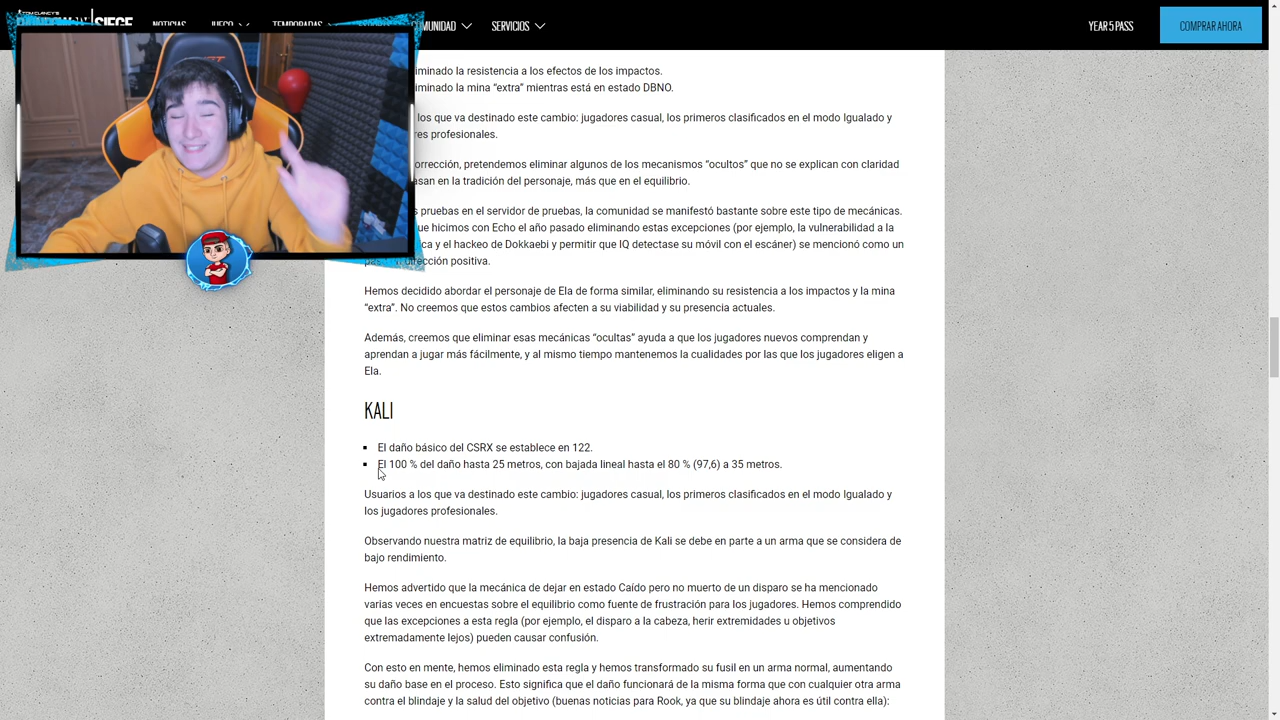 TOM CLANCY'S
SIEGE
NOTICIAS JUEGO TEMPORADAS COMUNIDAD SERVICIOS YEAR 5 PASS COMPRAR AHORA
iminado la resistencia a los efectos de los impactos.
iminado la mina “extra” mientras está en estado DBNO.
los que va destinado este cambio: jugadores casual, los primeros clasificados en el modo Igualado y
res profesionales.
orrección, pretendemos eliminar algunos de los mecanismos “ocultos” que no se explican con claridad
asan en la tradición del personaje, más que en el equilibrio.
s pruebas en el servidor de pruebas, la comunidad se manifestó bastante sobre este tipo de mecánicas.
ue hicimos con Echo el año pasado eliminando estas excepciones (por ejemplo, la vulnerabilidad a la
ica y el hackeo de Dokkaebi y permitir que IQ detectase su móvil con el escáner) se mencionó como un
dirección positiva.
Hemos decidido abordar el personaje de Ela de forma similar, eliminando su resistencia a los impactos y la mina
“extra”. No creemos que estos cambios afecten a su viabilidad y su presencia actuales.
Además, creemos que eliminar esas mecánicas “ocultas” ayuda a que los jugadores nuevos comprendan y
aprendan a jugar más fácilmente, y al mismo tiempo mantenemos la cualidades por las que los jugadores eligen a
Ela.
KALI
▪ El daño básico del CSRX se establece en 122.
▪ El 100 % del daño hasta 25 metros, con bajada lineal hasta el 80 % (97,6) a 35 metros.
Usuarios a los que va destinado este cambio: jugadores casual, los primeros clasificados en el modo Igualado y
los jugadores profesionales.
Observando nuestra matriz de equilibrio, la baja presencia de Kali se debe en parte a un arma que se considera de
bajo rendimiento.
Hemos advertido que la mecánica de dejar en estado Caído pero no muerto de un disparo se ha mencionado
varias veces en encuestas sobre el equilibrio como fuente de frustración para los jugadores. Hemos comprendido
que las excepciones a esta regla (por ejemplo, el disparo a la cabeza, herir extremidades u objetivos
extremadamente lejos) pueden causar confusión.
Con esto en mente, hemos eliminado esta regla y hemos transformado su fusil en un arma normal, aumentando
su daño base en el proceso. Esto significa que el daño funcionará de la misma forma que con cualquier otra arma
contra el blindaje y la salud del objetivo (buenas noticias para Rook, ya que su blindaje ahora es útil contra ella):